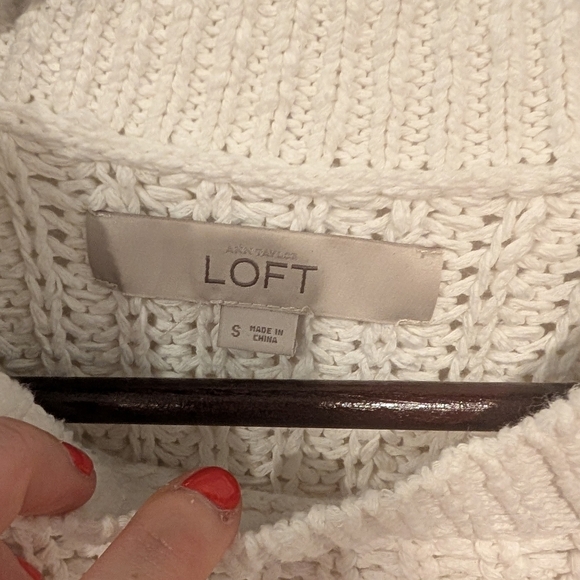 ANN TAYLOR
LOFT
S
MADE IN
CHINA